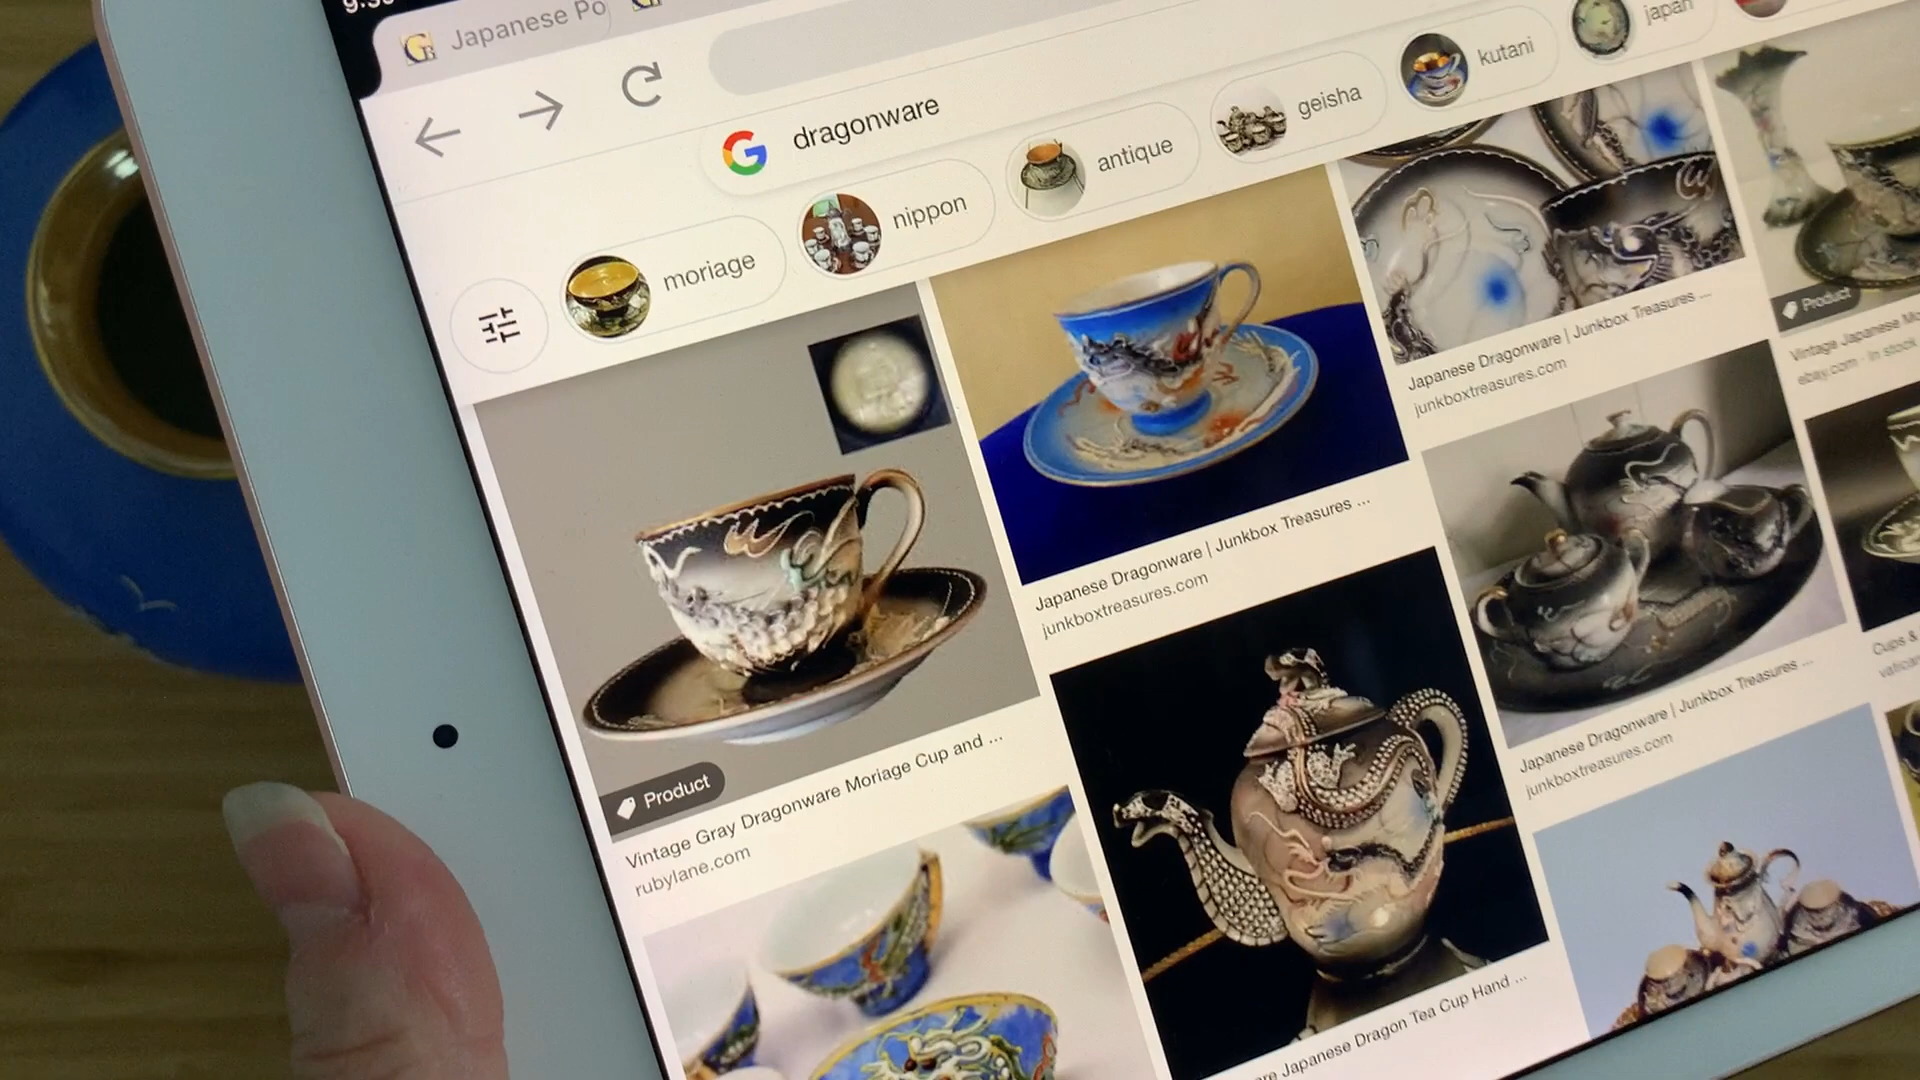 Japanese Po
dragonware
moriage
nippon
antique
geisha
kutani
japan
Product
Vintage Gray Dragonware Moriage Cup and ...
rubylane.com
Japanese Dragonware | Junkbox Treasures ...
junkboxtreasures.com
Japanese Dragon Tea Cup Hand ...
Japanese Dragonware | Junkbox Treasures ...
junkboxtreasures.com
Japanese Dragonware | Junkbox Treasures ...
junkboxtreasures.com
Product
Vintage Japanese Mo
ebay.com · In stock
Cups &